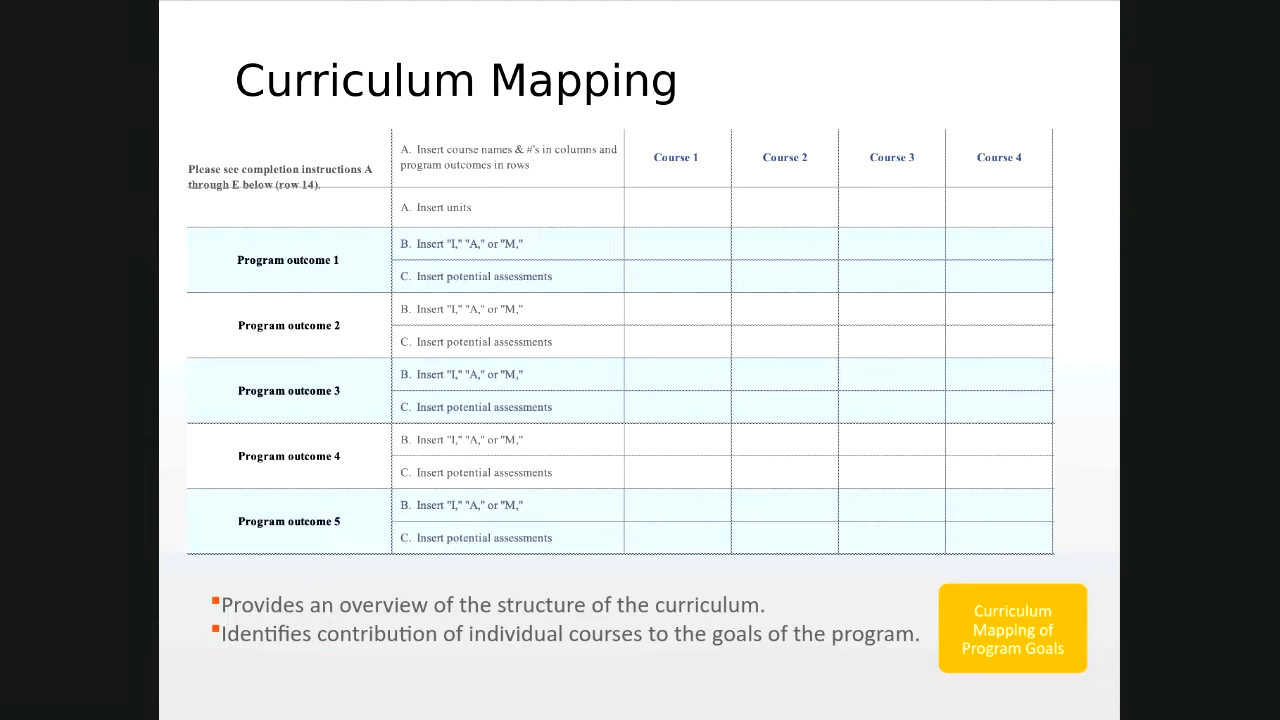 Curriculum Mapping
Please see completion instructions A
through E below (row 14).
A. Insert course names & #'s in columns and
program outcomes in rows
Course 1
Course 2
Course 3
Course 4
A. Insert units
Program outcome 1
B. Insert "I," "A," or "M,"
C. Insert potential assessments
Program outcome 2
B. Insert "I," "A," or "M,"
C. Insert potential assessments
Program outcome 3
B. Insert "I," "A," or "M,"
C. Insert potential assessments
Program outcome 4
B. Insert "I," "A," or "M,"
C. Insert potential assessments
Program outcome 5
B. Insert "I," "A," or "M,"
C. Insert potential assessments
Provides an overview of the structure of the curriculum.
Identifies contribution of individual courses to the goals of the program.
Curriculum
Mapping of
Program Goals